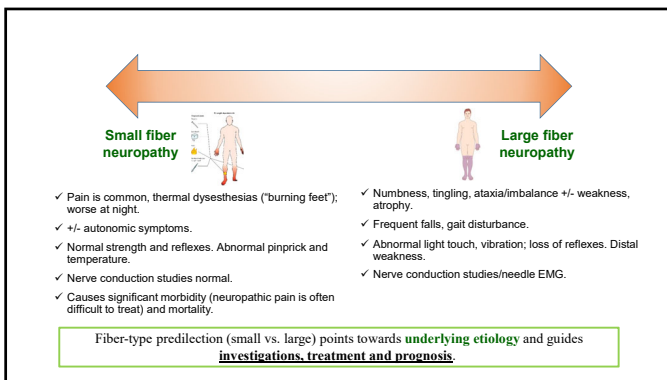 Small fiber
neuropathy
Large fiber
neuropathy
✓ Pain is common, thermal dysesthesias (“burning feet”);
worse at night.
✓ +/- autonomic symptoms.
✓ Normal strength and reflexes. Abnormal pinprick and
temperature.
✓ Nerve conduction studies normal.
✓ Causes significant morbidity (neuropathic pain is often
difficult to treat) and mortality.
✓ Numbness, tingling, ataxia/imbalance +/- weakness,
atrophy.
✓ Frequent falls, gait disturbance.
✓ Abnormal light touch, vibration; loss of reflexes. Distal
weakness.
✓ Nerve conduction studies/needle EMG.
Fiber-type predilection (small vs. large) points towards underlying etiology and guides
investigations, treatment and prognosis.